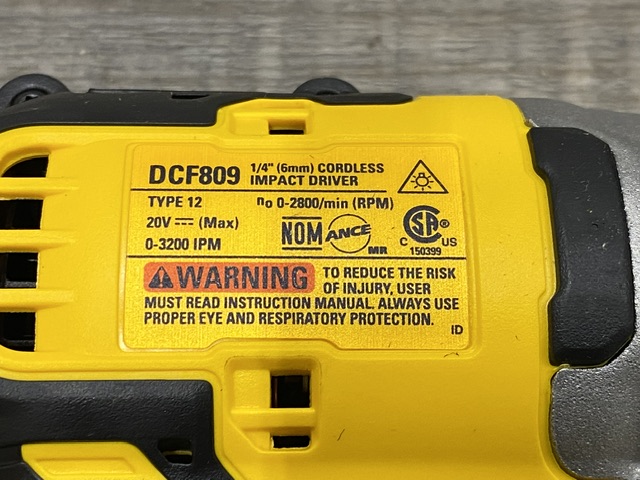 DCF809 1/4" (6mm) CORDLESS IMPACT DRIVER
TYPE 12 n₀ 0-2800/min (RPM)
20V ⎓ (Max)
0-3200 IPM
NOM ANCE MR
CSA C US 150399
⚠WARNING TO REDUCE THE RISK
OF INJURY, USER
MUST READ INSTRUCTION MANUAL. ALWAYS USE
PROPER EYE AND RESPIRATORY PROTECTION.
ID